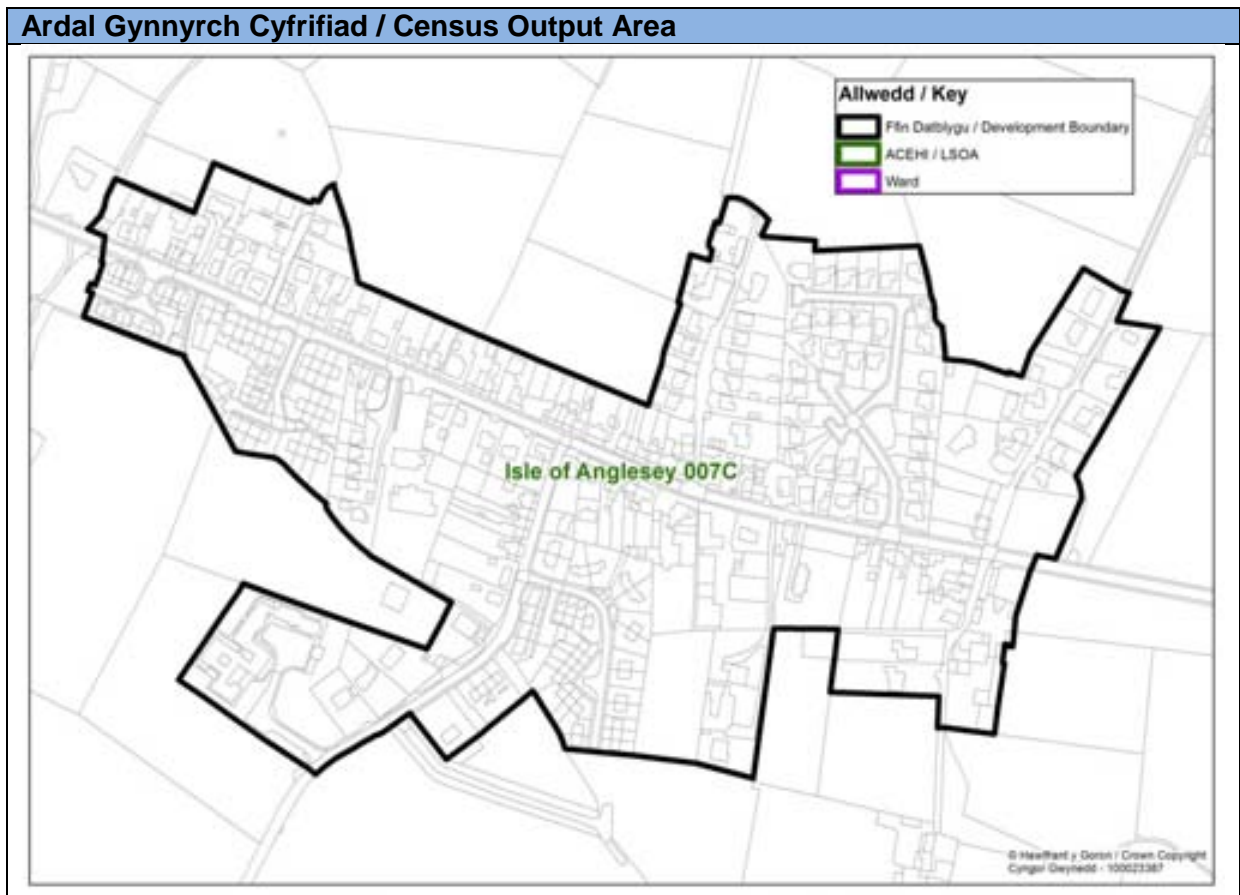 Ardal Gynnyrch Cyfrifiad / Census Output Area
Allwedd / Key
Ffin Datblygu / Development Boundary
ACEHI / LSOA
Ward
Isle of Anglesey 007C
© Hawlfraint y Goron / Crown Copyright
Cyngor Gwynedd - 100023387